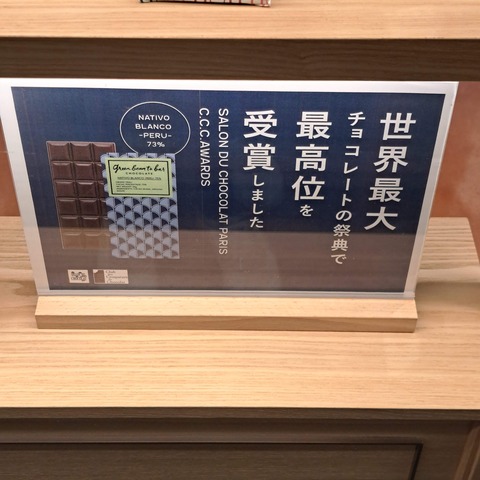 世界最大
チョコレートの祭典で
最高位を
受賞しました
SALON DU CHOCOLAT PARIS
C.C.C.AWARDS
NATIVO
BLANCO
-PERU-
73%
green bean to bar
CHOCOLATE